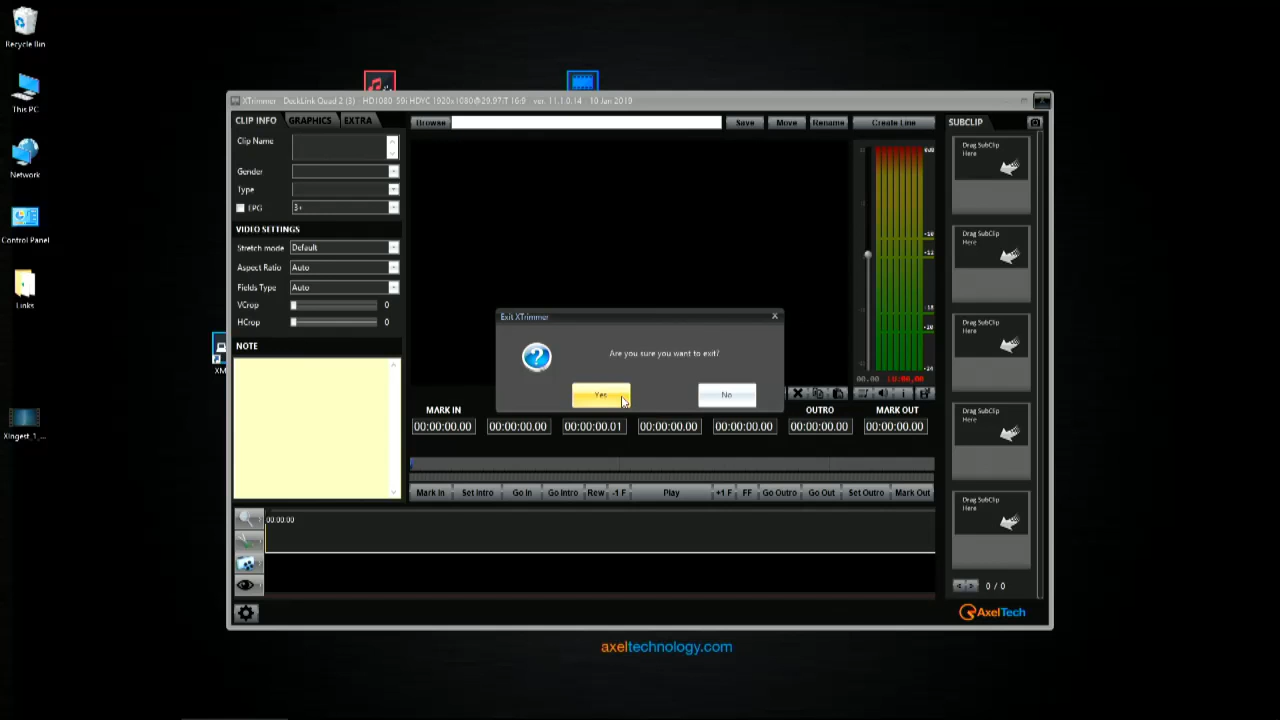 Recycle Bin
This PC
Network
Control Panel
Links
Xingest_1_...
XTrimmer - DeckLink Quad 2 (3) - HD1080-59i HDYC 1920x1080@29.97iT 16:9 - ver. 11.1.0.14 - 10 Jan 2019
CLIP INFO GRAPHICS EXTRA
Clip Name
Gender
Type
EPG 3+
VIDEO SETTINGS
Stretch mode Default
Aspect Ratio Auto
Fields Type Auto
VCrop 0
HCrop 0
NOTE
Browse Save Move Rename Create Line
SUBCLIP
Drag SubClip
Here
Drag SubClip
Here
Drag SubClip
Here
Drag SubClip
Here
Drag SubClip
Here
Exit XTrimmer
Are you sure you want to exit?
Yes No
MARK IN OUTRO MARK OUT
00:00:00.00 00:00:00.00 00:00:00.01 00:00:00.00 00:00:00.00 00:00:00.00 00:00:00.00
Mark In Set Intro Go In Go Intro Rew -1 F Play +1 F FF Go Outro Go Out Set Outro Mark Out
00:00:00
0 / 0
AxelTech
axeltechnology.com